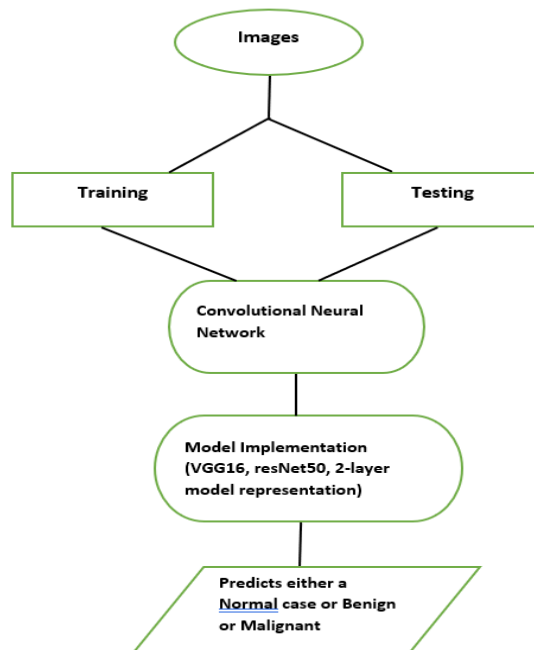 Images
Training
Testing
Convolutional Neural
Network
Model Implementation
(VGG16, resNet50, 2-layer
model representation)
Predicts either a
Normal case or Benign
or Malignant